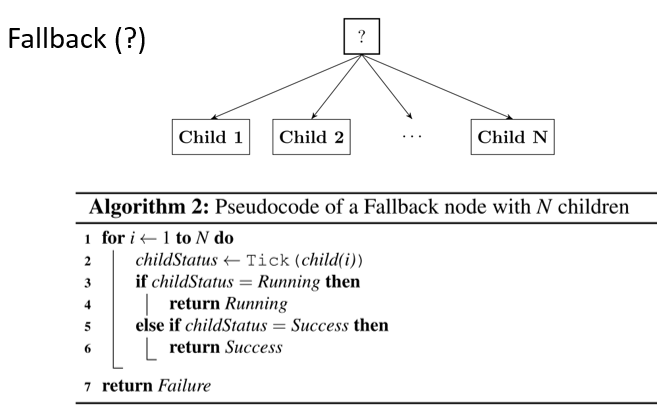 Fallback (?)
?
Child 1 Child 2 ... Child N
Algorithm 2: Pseudocode of a Fallback node with N children
1 for i ← 1 to N do
2 childStatus ← Tick (child(i))
3 if childStatus = Running then
4 return Running
5 else if childStatus = Success then
6 return Success
7 return Failure